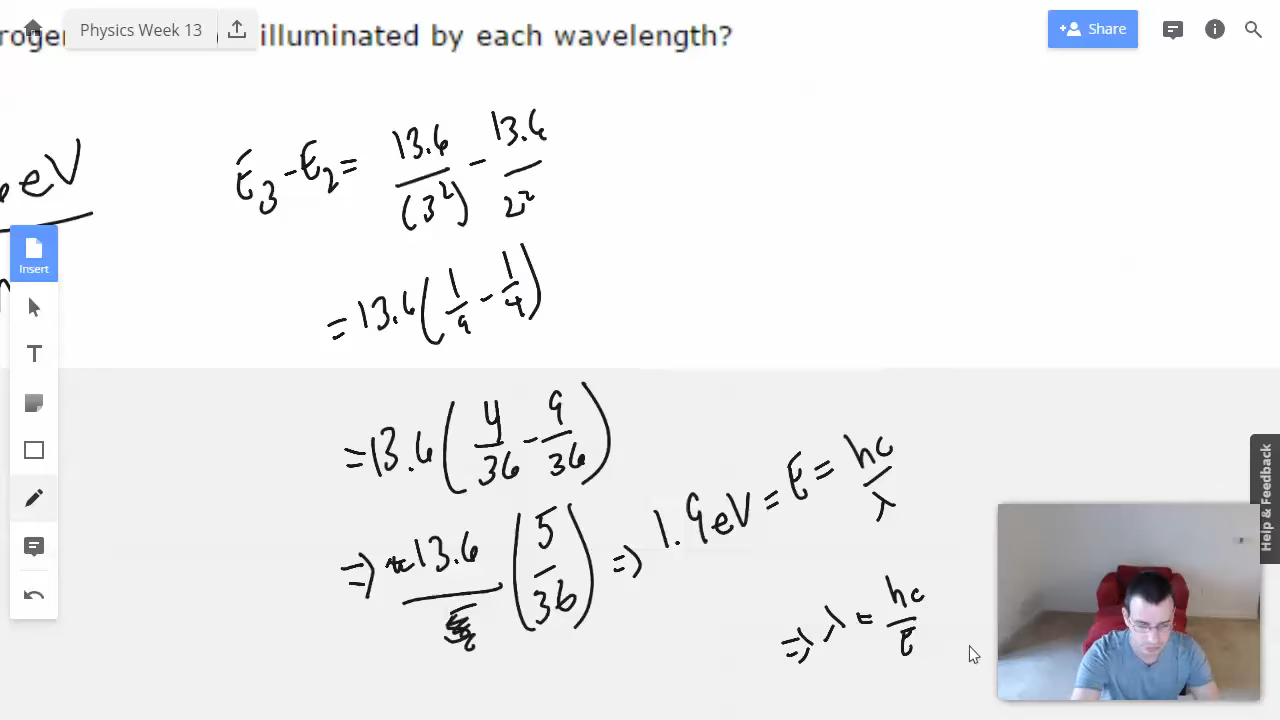 Physics Week 13
rogen illuminated by each wavelength?
Share
eV
Insert
T
E₃ - E₂ = 13.6/(3²) - 13.6/2²
= 13.6(1/9 - 1/4)
= 13.6(4/36 - 9/36)
⇒ 13.6 (5/36) ⇒ 1.9eV = E = hc/λ
⇒ λ = hc/E
Help & Feedback